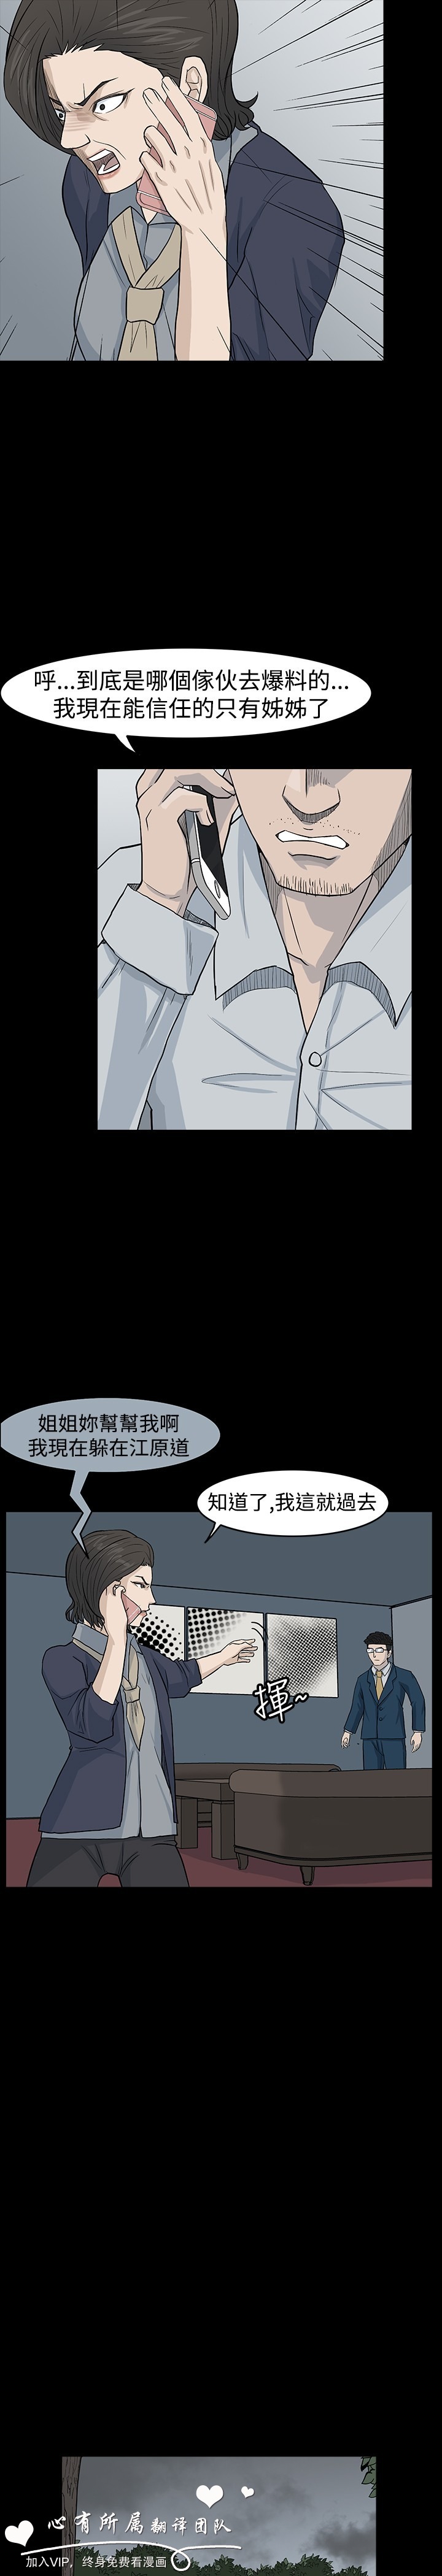 呼...到底是哪個傢伙去爆料的...
我現在能信任的只有姊姊了
姐姐妳幫幫我啊
我現在躲在江原道
知道了,我這就過去
揮~
心有所属翻译团队
加入VIP，终身免费看漫画